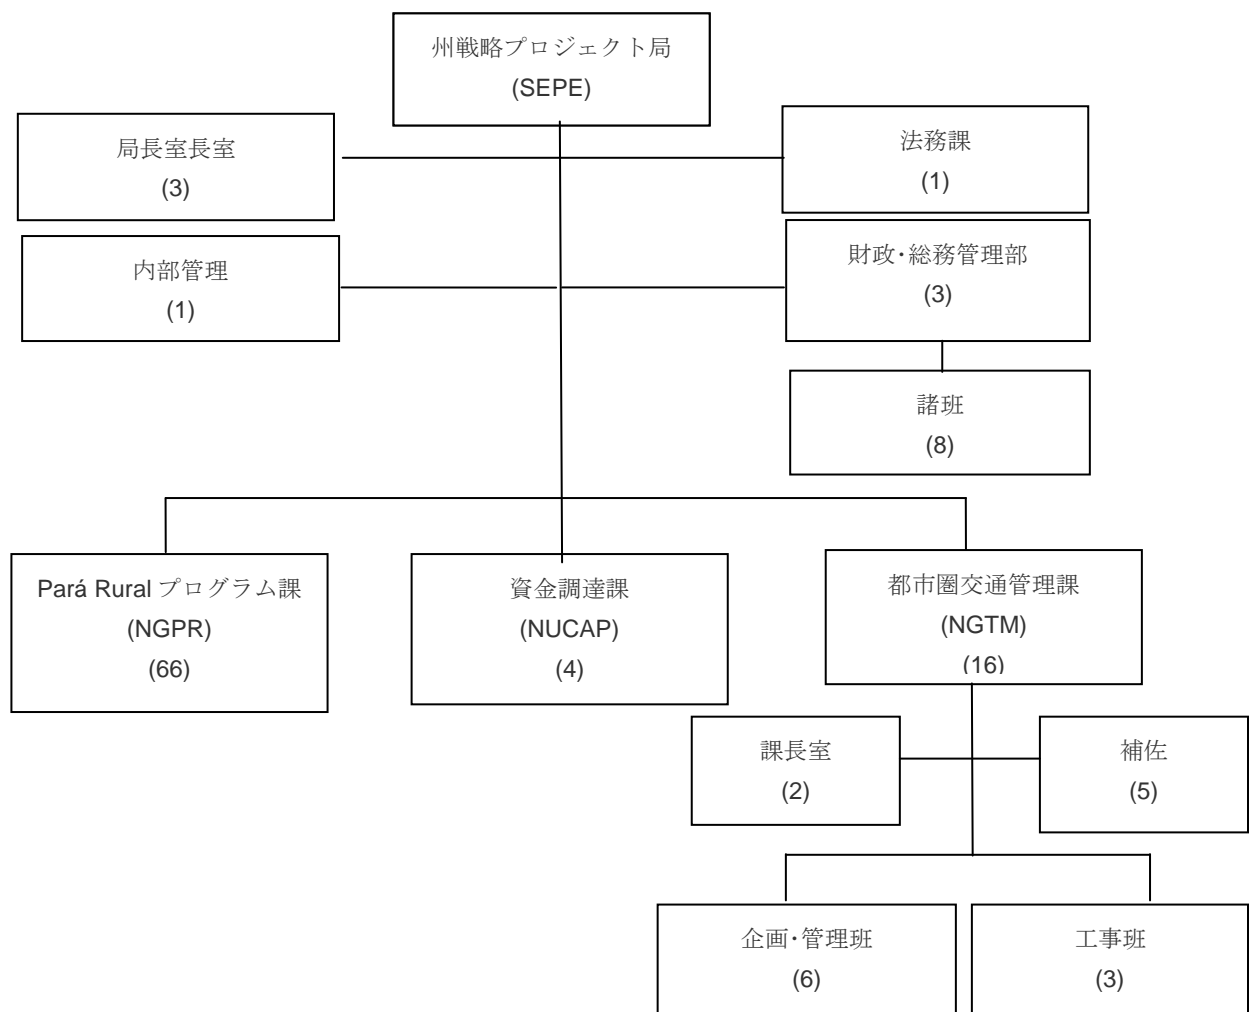 州戦略プロジェクト局
(SEPE)
局長室長室
(3)
法務課
(1)
内部管理
(1)
財政･総務管理部
(3)
諸班
(8)
Pará Rural プログラム課
(NGPR)
(66)
資金調達課
(NUCAP)
(4)
都市圏交通管理課
(NGTM)
(16)
課長室
(2)
補佐
(5)
企画･管理班
(6)
工事班
(3)